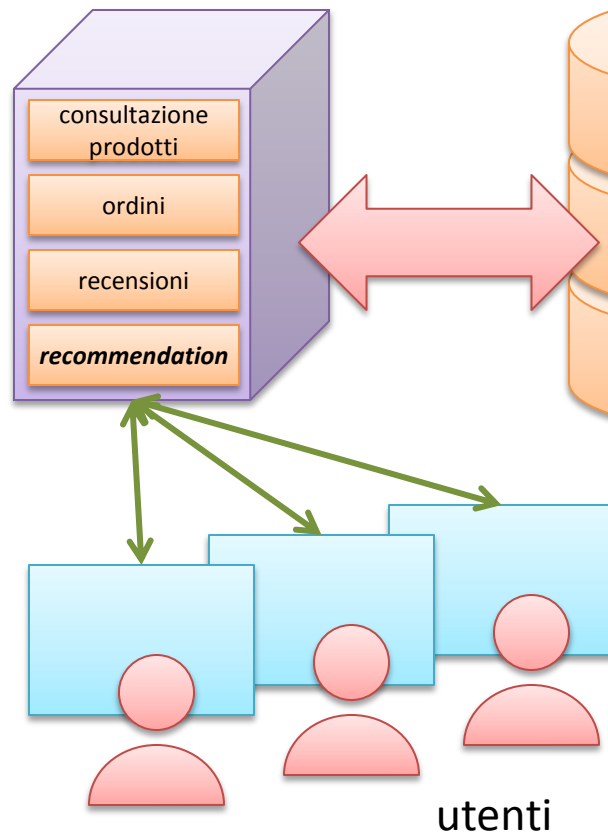 consultazione
prodotti
ordini
recensioni
recommendation
utenti